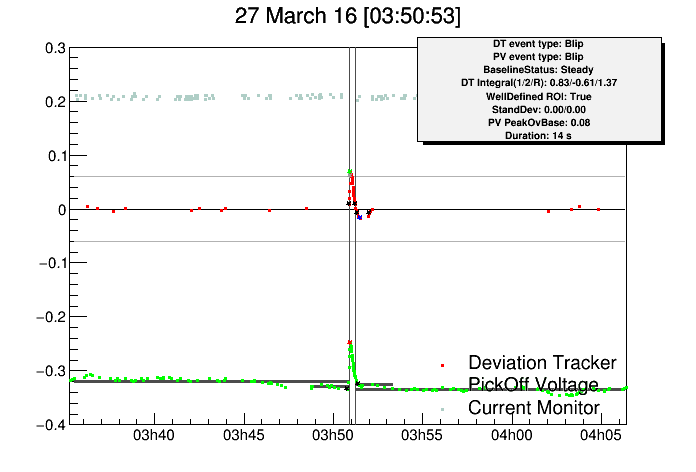 27 March 16 [03:50:53]
DT event type: Blip
PV event type: Blip
BaselineStatus: Steady
DT Integral(1/2/R): 0.83/-0.61/1.37
WellDefined ROI: True
StandDev: 0.00/0.00
PV PeakOvBase: 0.08
Duration: 14 s
0.3
0.2
0.1
0
−0.1
−0.2
−0.3
−0.4
Deviation Tracker
PickOff Voltage
Current Monitor
03h40
03h45
03h50
03h55
04h00
04h05